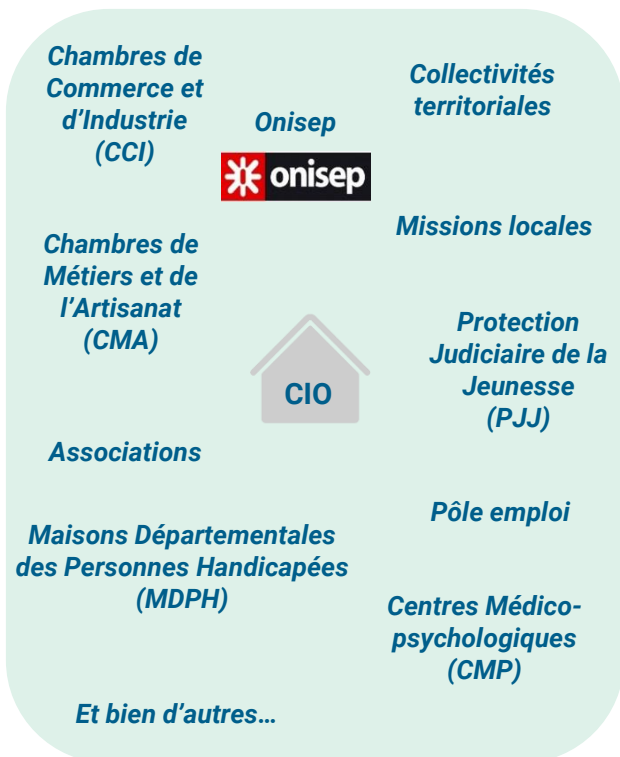 Chambres de
Commerce et
d'Industrie
(CCI)
Onisep
onisep
Collectivités
territoriales
Missions locales
Chambres de
Métiers et de
l'Artisanat
(CMA)
Protection
Judiciaire de la
Jeunesse
(PJJ)
CIO
Associations
Pôle emploi
Maisons Départementales
des Personnes Handicapées
(MDPH)
Centres Médico-
psychologiques
(CMP)
Et bien d'autres…